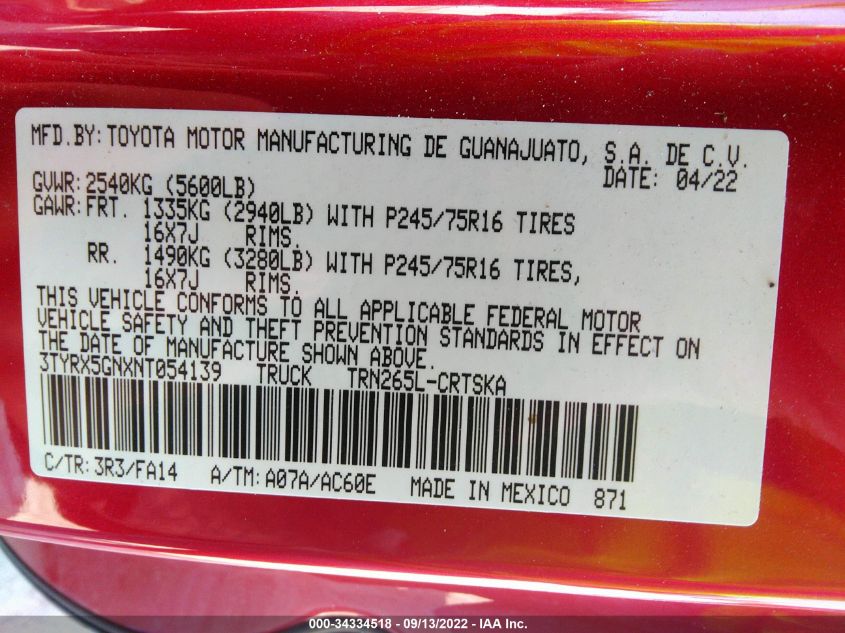 MFD.BY: TOYOTA MOTOR MANUFACTURING DE GUANAJUATO, S.A. DE C.V.
GVWR: 2540KG (5600LB) DATE: 04/22
GAWR: FRT. 1335KG (2940LB) WITH P245/75R16 TIRES
16X7J RIMS.
RR. 1490KG (3280LB) WITH P245/75R16 TIRES,
16X7J RIMS.
THIS VEHICLE CONFORMS TO ALL APPLICABLE FEDERAL MOTOR
VEHICLE SAFETY AND THEFT PREVENTION STANDARDS IN EFFECT ON
THE DATE OF MANUFACTURE SHOWN ABOVE.
3TYRX5GNXNT054139 TRUCK TRN265L-CRTSKA
C/TR: 3R3/FA14 A/TM: A07A/AC60E MADE IN MEXICO 871
000-34334518 - 09/13/2022 - IAA Inc.